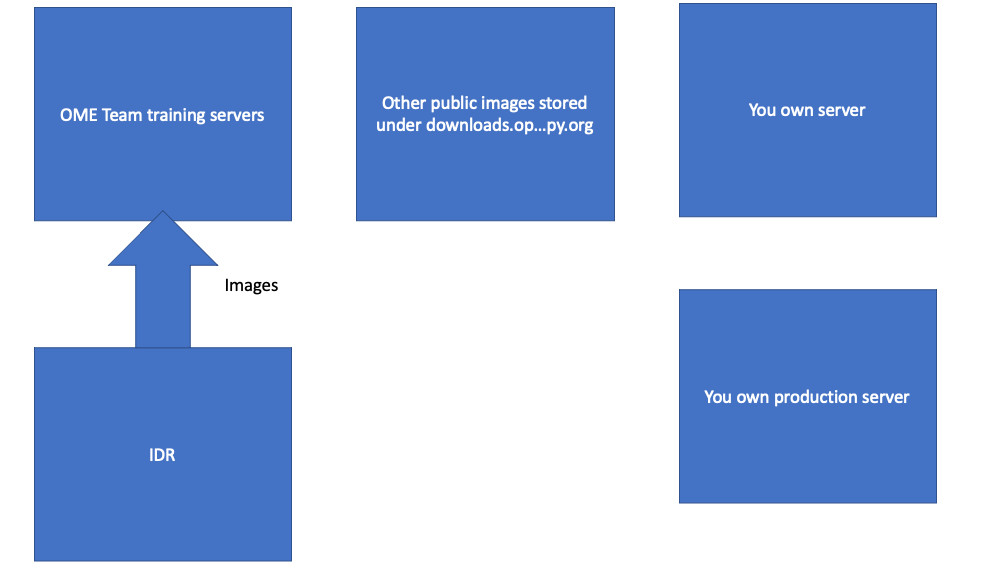 OME Team training servers
Other public images stored
under downloads.op...py.org
You own server
Images
You own production server
IDR